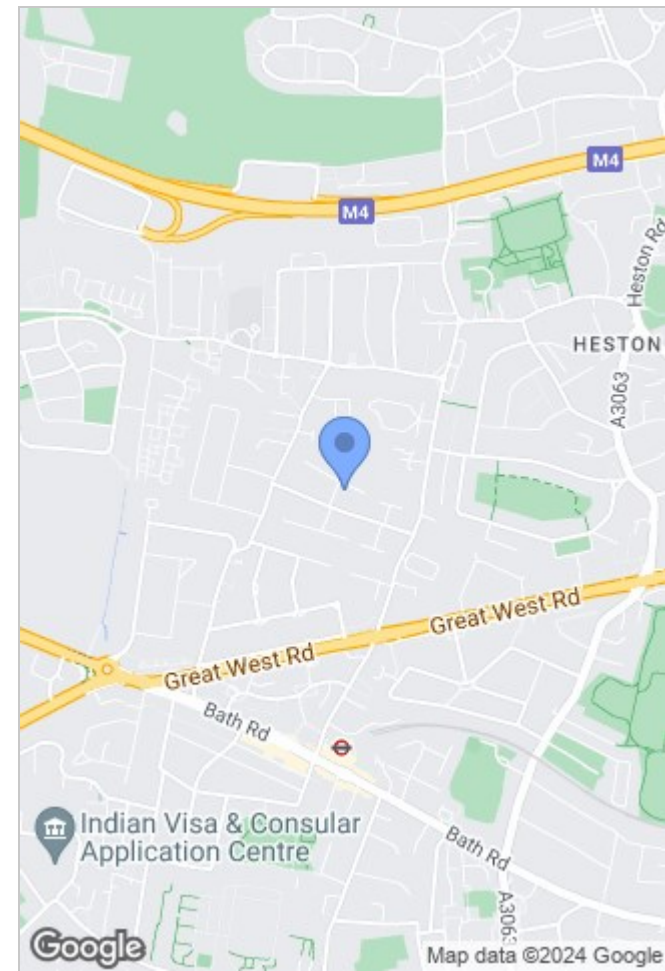 M4
M4
Heston Rd
HESTON
A3063
Great West Rd
Great West Rd
Bath Rd
Indian Visa & Consular
Application Centre
Bath Rd
A3063
Google
Map data ©2024 Google